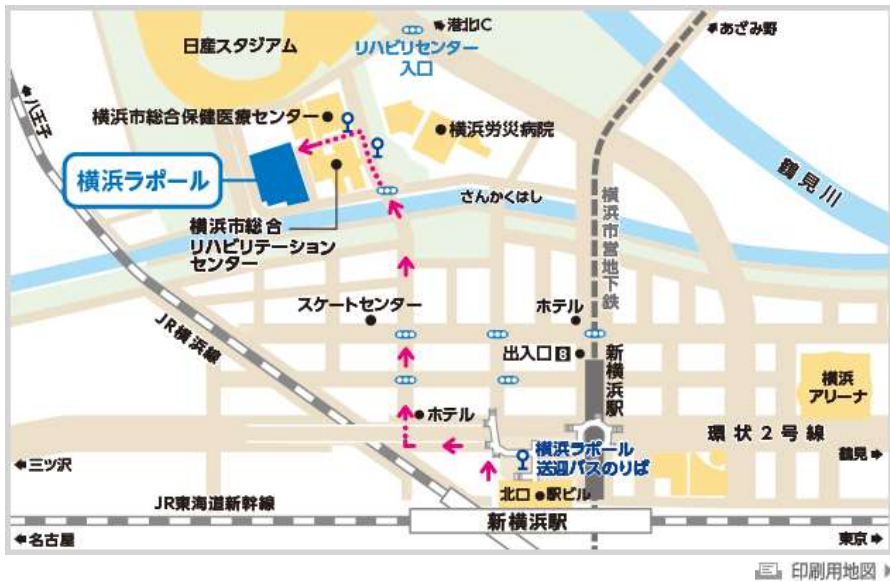 港北IC
あざみ野
日産スタジアム
リハビリセンター
入口
八王子
横浜市総合保健医療センター
横浜労災病院
横浜ラポール
鶴見川
さんかくはし
横浜市営地下鉄
横浜市総合
リハビリテーション
センター
スケートセンター
ホテル
JR横浜線
出入口8
新横浜駅
横浜
アリーナ
ホテル
環状2号線
横浜ラポール
送迎バスのりば
三ツ沢
鶴見
北口
駅ビル
JR東海道新幹線
新横浜駅
名古屋
東京
印刷用地図